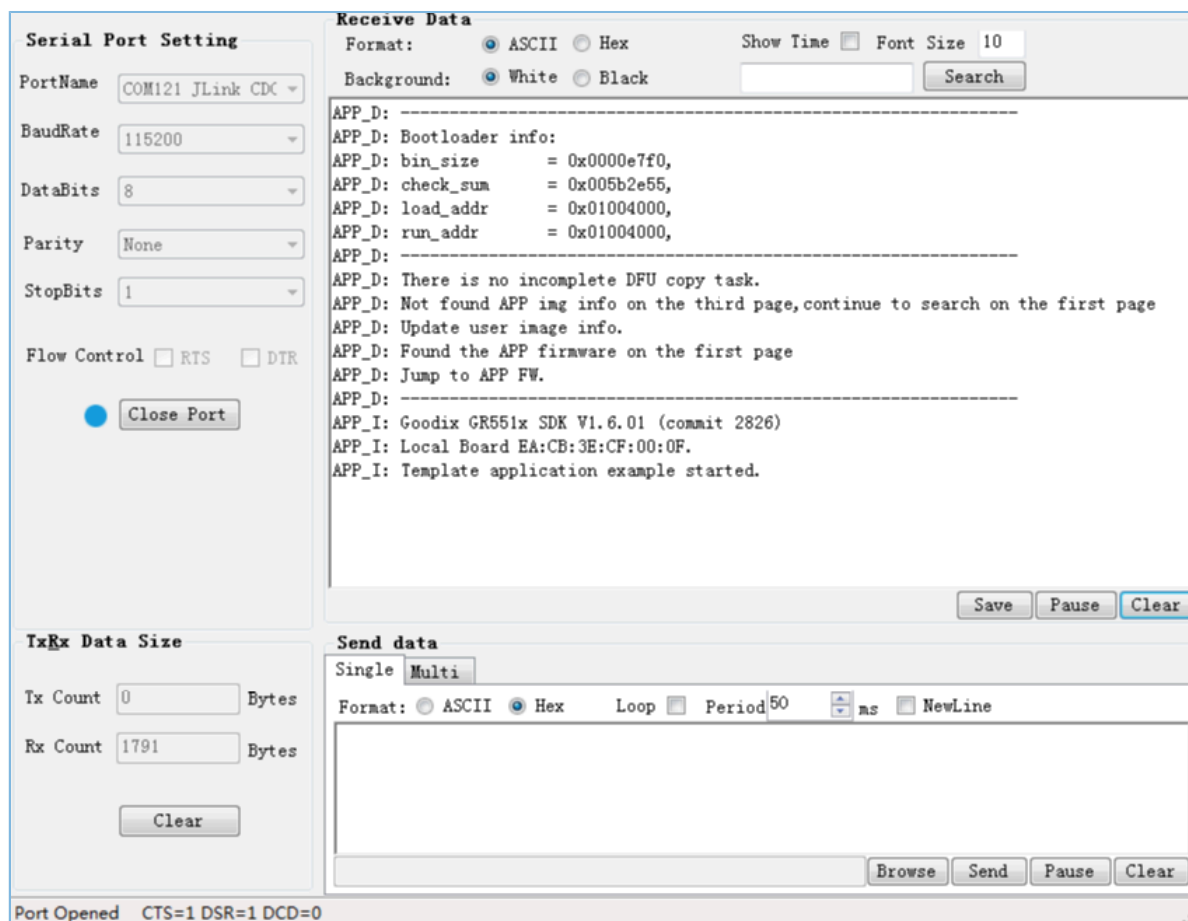 Serial Port Setting
PortName COM121 JLink CDC
BaudRate 115200
DataBits 8
Parity None
StopBits 1
Flow Control RTS DTR
Close Port
Receive Data
Format: ASCII Hex Show Time Font Size 10
Background: White Black Search
APP_D: ----------------------------------------------------------------------
APP_D: Bootloader info:
APP_D: bin_size = 0x0000e7f0,
APP_D: check_sum = 0x005b2e55,
APP_D: load_addr = 0x01004000,
APP_D: run_addr = 0x01004000,
APP_D: ----------------------------------------------------------------------
APP_D: There is no incomplete DFU copy task.
APP_D: Not found APP img info on the third page,continue to search on the first page
APP_D: Update user image info.
APP_D: Found the APP firmware on the first page
APP_D: Jump to APP FW.
APP_D: ----------------------------------------------------------------------
APP_I: Goodix GR551x SDK V1.6.01 (commit 2826)
APP_I: Local Board EA:CB:3E:CF:00:0F.
APP_I: Template application example started.
Save Pause Clear
TxRx Data Size
Tx Count 0 Bytes
Rx Count 1791 Bytes
Clear
Send data
Single Multi
Format: ASCII Hex Loop Period 50 ms NewLine
Browse Send Pause Clear
Port Opened CTS=1 DSR=1 DCD=0